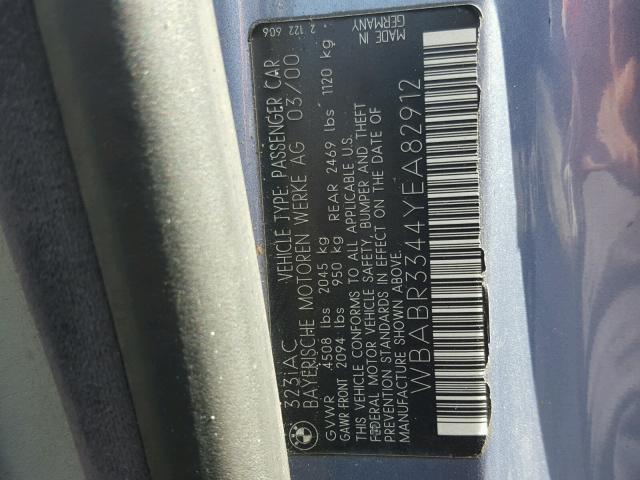 323iAC VEHICLE TYPE: PASSENGER CAR
BAYERISCHE MOTOREN WERKE AG 03/00
GVWR 4508 lbs 2045 kg
GAWR FRONT 2094 lbs 950 kg REAR 2469 lbs 1120 kg
THIS VEHICLE CONFORMS TO ALL APPLICABLE U.S.
FEDERAL MOTOR VEHICLE SAFETY, BUMPER AND THEFT
PREVENTION STANDARDS IN EFFECT ON THE DATE OF
MANUFACTURE SHOWN ABOVE.
WBABR3344YEA82912
2 122 606
MADE IN
GERMANY